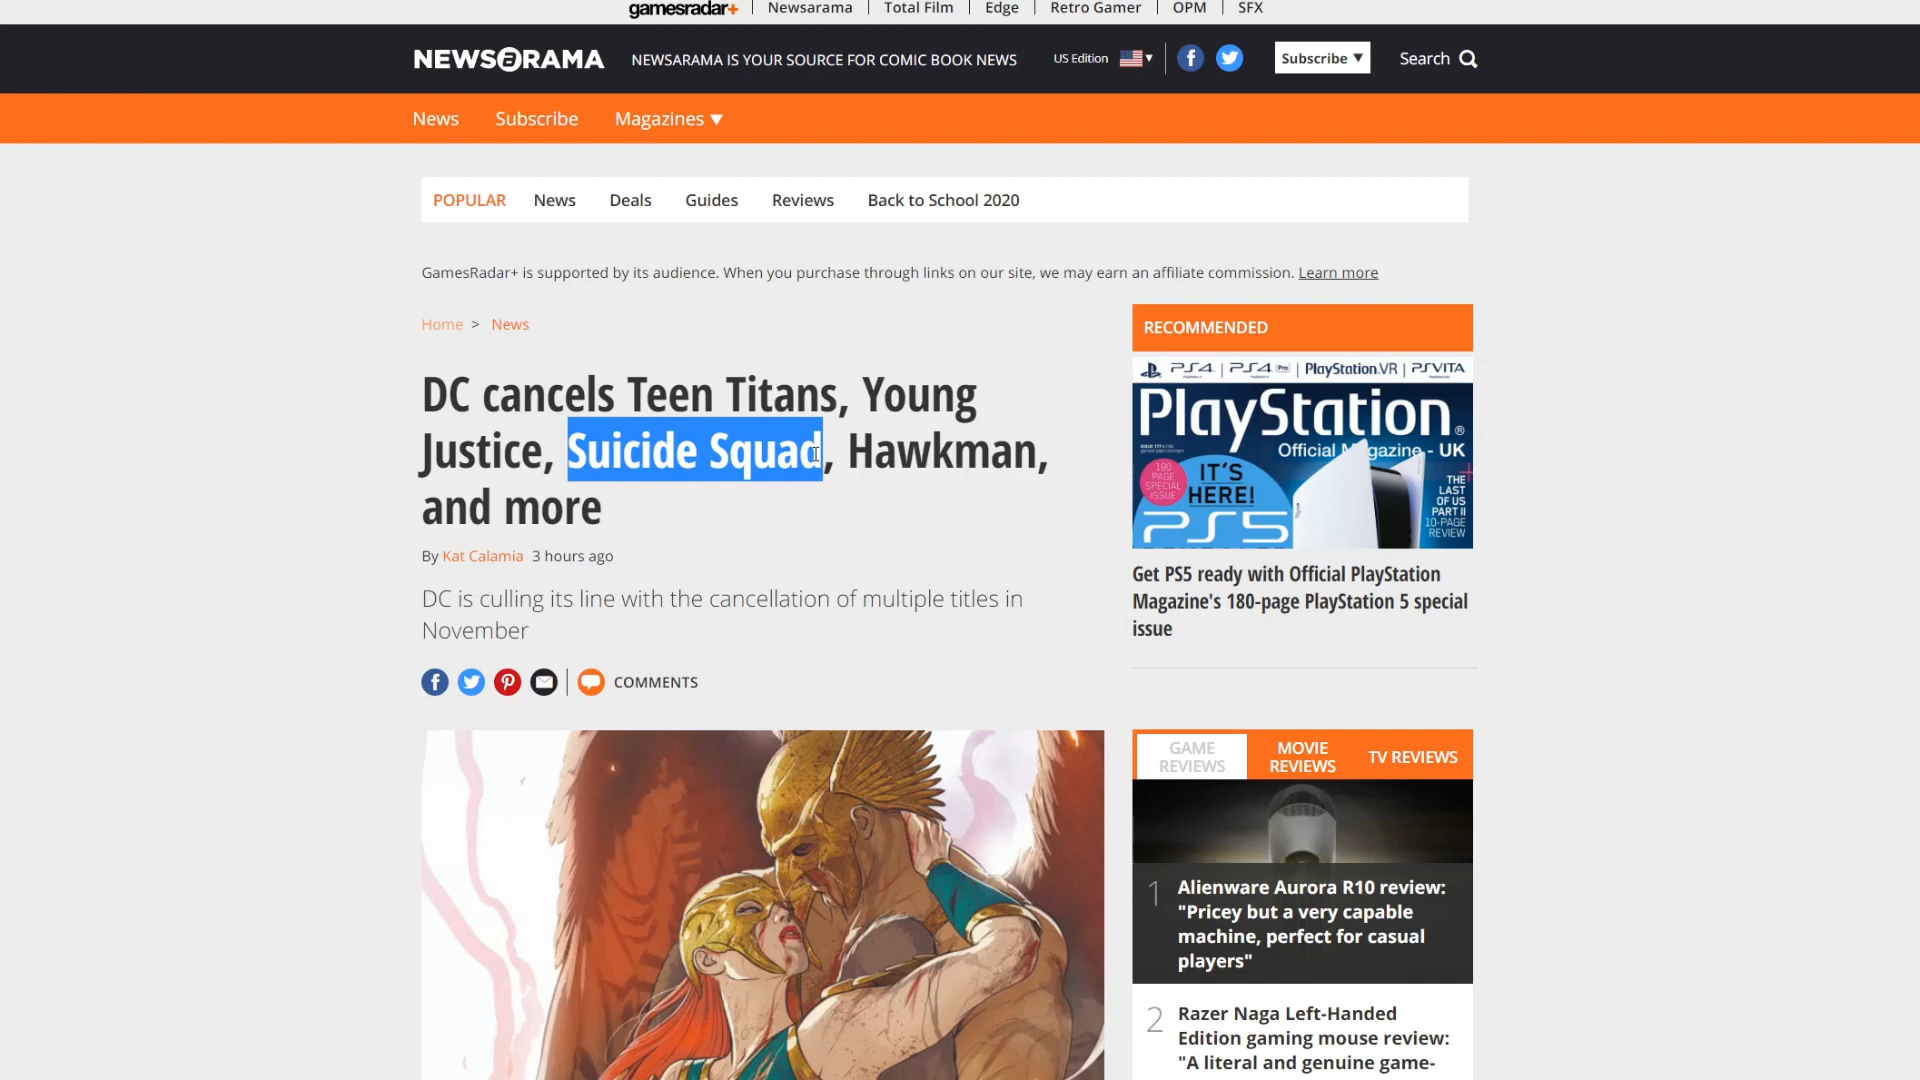 gamesradar+ Newsarama Total Film Edge Retro Gamer OPM SFX
NEWSaRAMA NEWSARAMA IS YOUR SOURCE FOR COMIC BOOK NEWS US Edition Subscribe ▼ Search
News Subscribe Magazines ▼
POPULAR News Deals Guides Reviews Back to School 2020
GamesRadar+ is supported by its audience. When you purchase through links on our site, we may earn an affiliate commission. Learn more
Home > News
DC cancels Teen Titans, Young
Justice, Suicide Squad, Hawkman,
and more
By Kat Calamia 3 hours ago
DC is culling its line with the cancellation of multiple titles in
November
COMMENTS
RECOMMENDED
PS4 | PS4 Pro | PlayStation.VR | PSVITA
PlayStation®
Official Magazine - UK
180
PAGE
SPECIAL
ISSUE
IT'S
HERE!
PS5
THE
LAST
OF US
PART II
10-PAGE
REVIEW
Get PS5 ready with Official PlayStation
Magazine's 180-page PlayStation 5 special
issue
GAME
REVIEWS
MOVIE
REVIEWS
TV REVIEWS
1 Alienware Aurora R10 review:
"Pricey but a very capable
machine, perfect for casual
players"
2 Razer Naga Left-Handed
Edition gaming mouse review:
"A literal and genuine game-